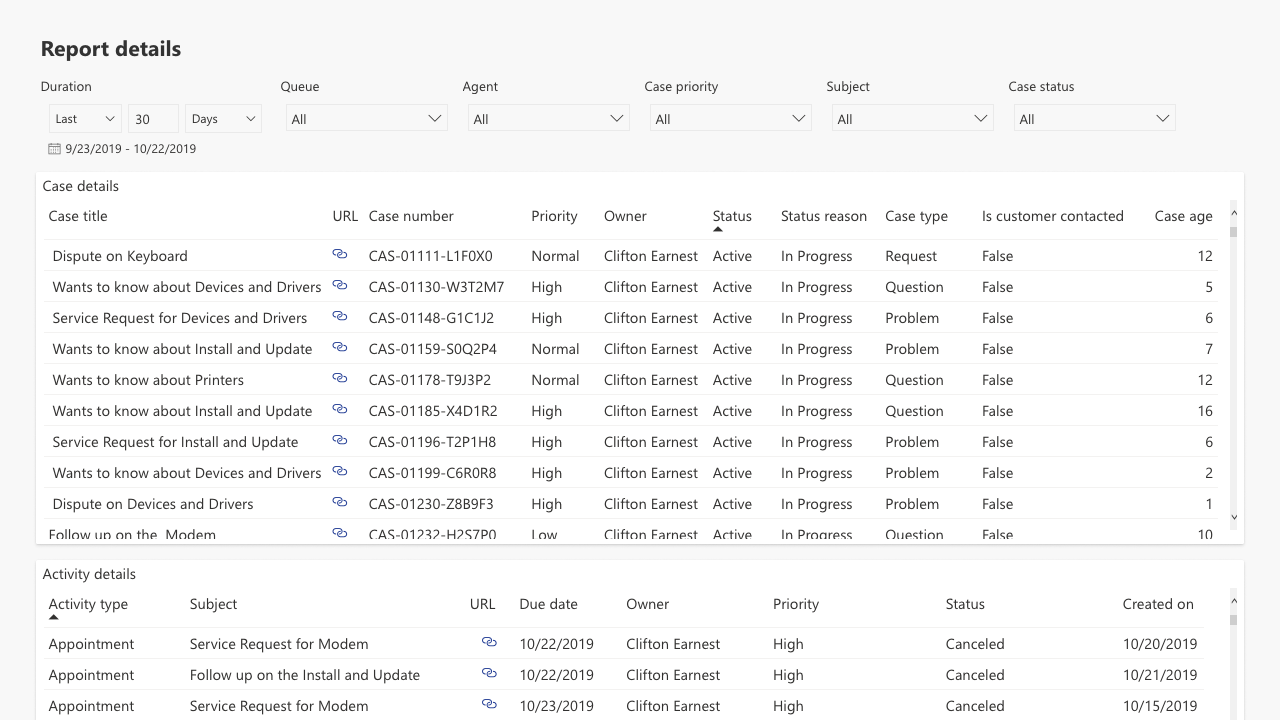 Report details
Duration Queue Agent Case priority Subject Case status
Last 30 Days All All All All All
9/23/2019 - 10/22/2019
Case details
Case title URL Case number Priority Owner Status Status reason Case type Is customer contacted Case age
Dispute on Keyboard CAS-01111-L1F0X0 Normal Clifton Earnest Active In Progress Request False 12
Wants to know about Devices and Drivers CAS-01130-W3T2M7 High Clifton Earnest Active In Progress Question False 5
Service Request for Devices and Drivers CAS-01148-G1C1J2 High Clifton Earnest Active In Progress Problem False 6
Wants to know about Install and Update CAS-01159-S0Q2P4 Normal Clifton Earnest Active In Progress Problem False 7
Wants to know about Printers CAS-01178-T9J3P2 Normal Clifton Earnest Active In Progress Question False 12
Wants to know about Install and Update CAS-01185-X4D1R2 High Clifton Earnest Active In Progress Question False 16
Service Request for Install and Update CAS-01196-T2P1H8 High Clifton Earnest Active In Progress Problem False 6
Wants to know about Devices and Drivers CAS-01199-C6R0R8 High Clifton Earnest Active In Progress Problem False 2
Dispute on Devices and Drivers CAS-01230-Z8B9F3 High Clifton Earnest Active In Progress Problem False 1
Follow up on the Modem CAS-01232-H2S7P0 Low Clifton Earnest Active In Progress Question False 10
Activity details
Activity type Subject URL Due date Owner Priority Status Created on
Appointment Service Request for Modem 10/22/2019 Clifton Earnest High Canceled 10/20/2019
Appointment Follow up on the Install and Update 10/22/2019 Clifton Earnest High Canceled 10/21/2019
Appointment Service Request for Modem 10/23/2019 Clifton Earnest High Canceled 10/15/2019